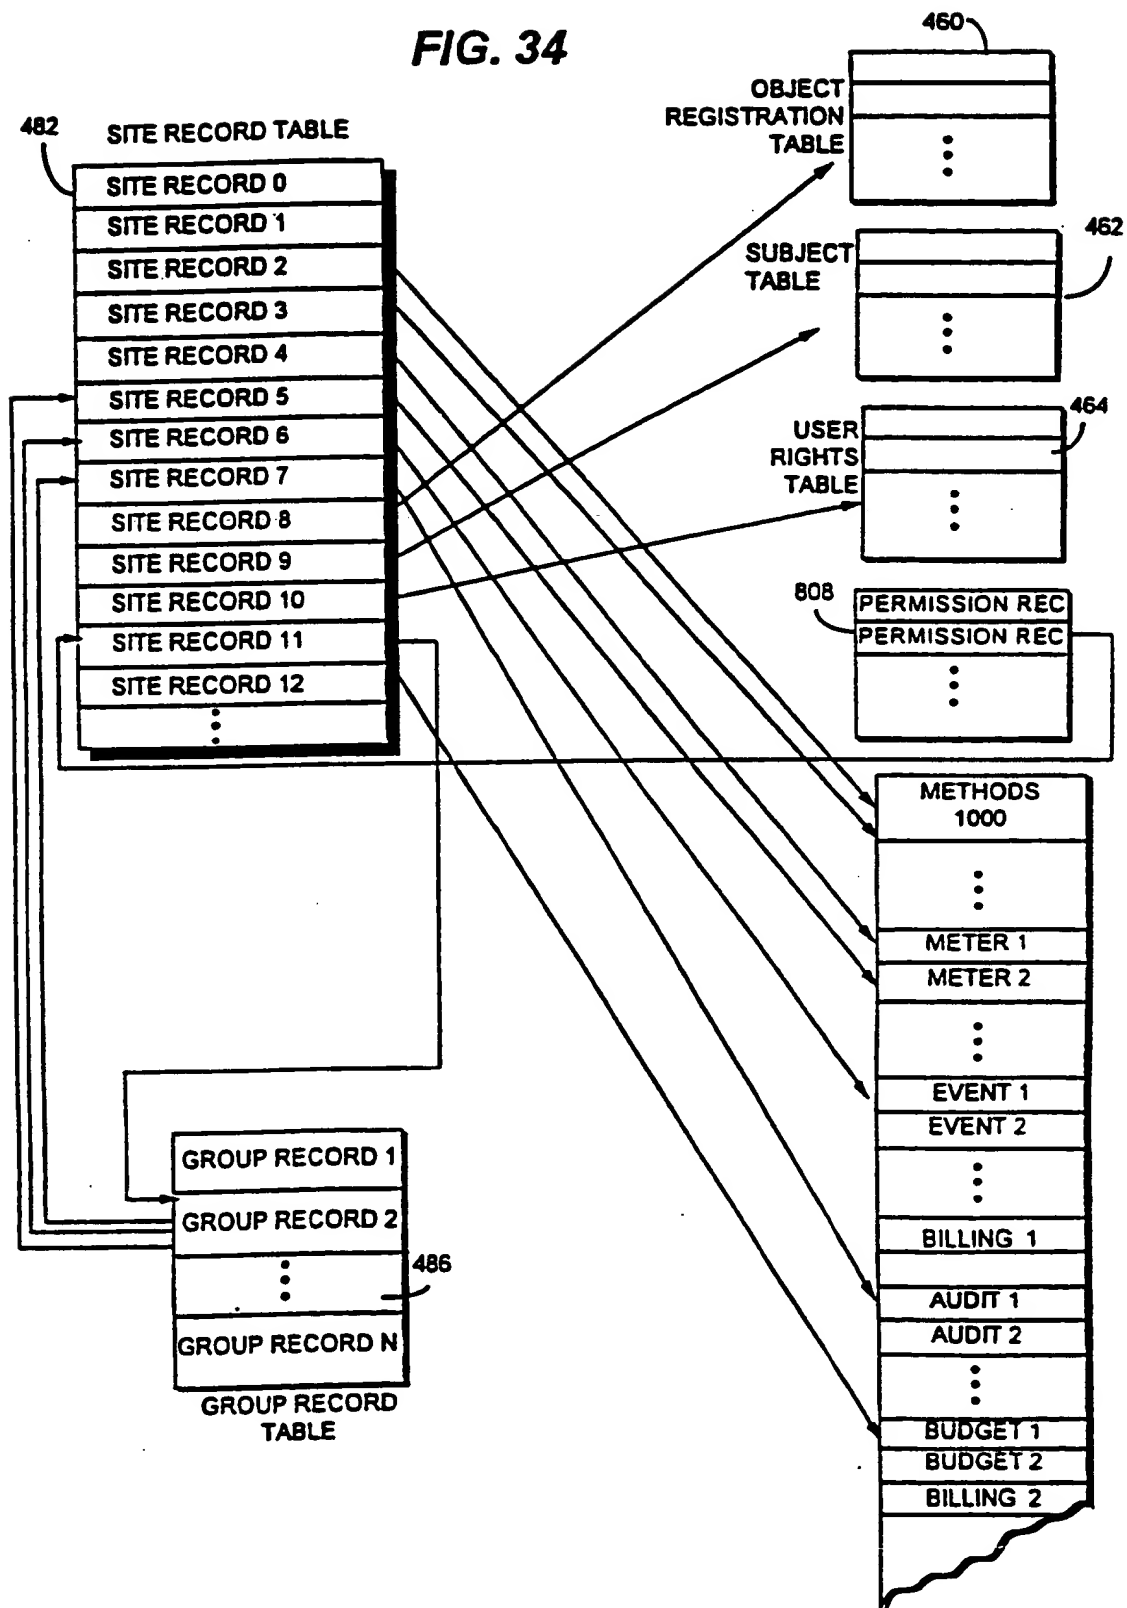 FIG. 34
460
OBJECT
REGISTRATION
TABLE
482
SITE RECORD TABLE
SITE RECORD 0
SITE RECORD 1
SITE RECORD 2
SITE RECORD 3
SITE RECORD 4
SITE RECORD 5
SITE RECORD 6
SITE RECORD 7
SITE RECORD 8
SITE RECORD 9
SITE RECORD 10
SITE RECORD 11
SITE RECORD 12
462
SUBJECT
TABLE
464
USER
RIGHTS
TABLE
808
PERMISSION REC
PERMISSION REC
METHODS
1000
METER 1
METER 2
EVENT 1
EVENT 2
BILLING 1
AUDIT 1
AUDIT 2
BUDGET 1
BUDGET 2
BILLING 2
GROUP RECORD 1
GROUP RECORD 2
486
GROUP RECORD N
GROUP RECORD
TABLE